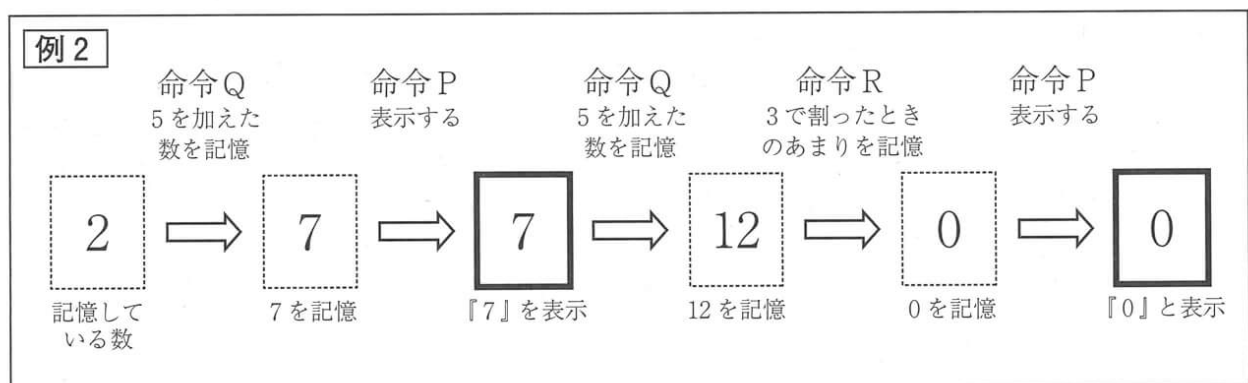 例2
命令Q
5を加えた
数を記憶
命令P
表示する
命令Q
5を加えた
数を記憶
命令R
3で割ったとき
のあまりを記憶
命令P
表示する
2
7
7
12
0
0
記憶して
いる数
7を記憶
『7』を表示
12を記憶
0を記憶
『0』と表示